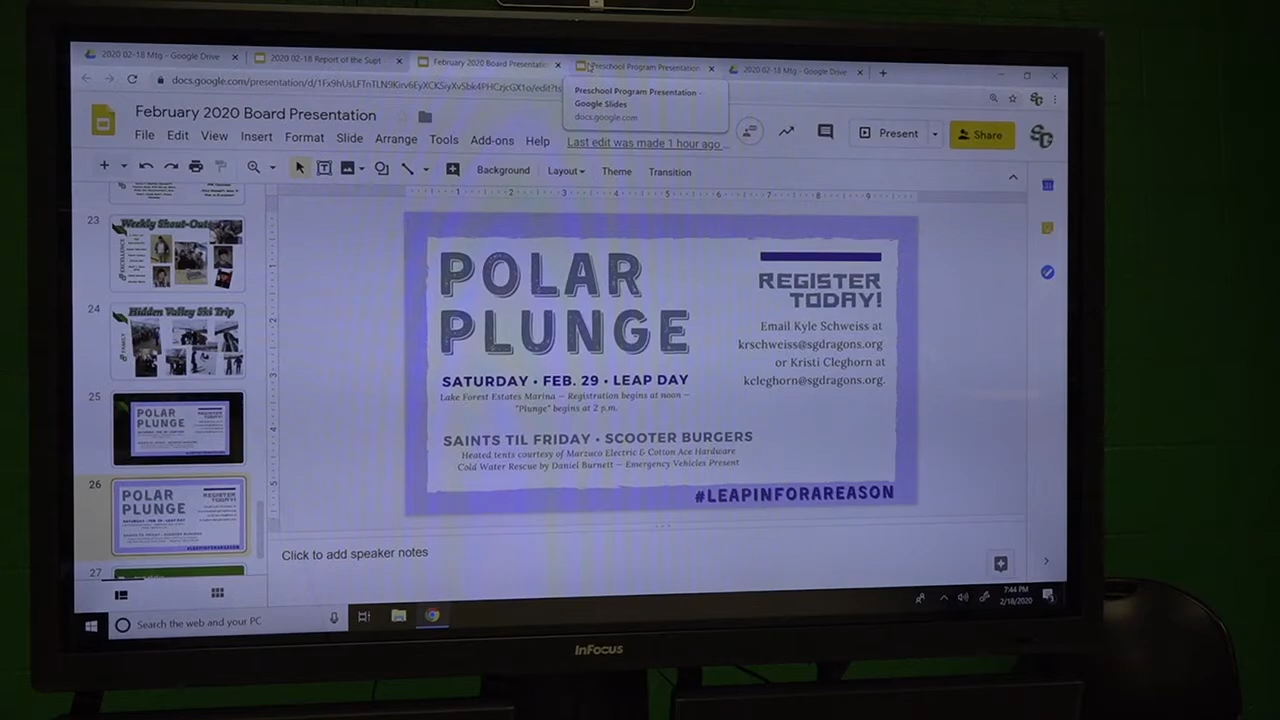 2020 02-18 Mtg - Google Drive
2020 02-18 Report of the Supt
February 2020 Board Presentatio
Preschool Program Presentation
2020 02-18 Mtg - Google Drive
Preschool Program Presentation -
Google Slides
docs.google.com
February 2020 Board Presentation
File Edit View Insert Format Slide Arrange Tools Add-ons Help
Last edit was made 1 hour ago ...
Present
Share
Background Layout Theme Transition
23
Weekly Shout-Outs
EXCELLENCE
24
Hidden Valley Ski Trip
FAMILY
25
POLAR
PLUNGE
REGISTER
TODAY!
26
POLAR
PLUNGE
REGISTER
TODAY!
#LEAPINFORAREASON
27
POLAR
PLUNGE
SATURDAY • FEB. 29 • LEAP DAY
Lake Forest Estates Marina — Registration begins at noon —
"Plunge" begins at 2 p.m.
SAINTS TIL FRIDAY • SCOOTER BURGERS
Heated tents courtesy of Marzuco Electric & Cotton Ace Hardware
Cold Water Rescue by Daniel Burnett — Emergency Vehicles Present
REGISTER
TODAY!
Email Kyle Schweiss at
krschweiss@sgdragons.org
or Kristi Cleghorn at
kcleghorn@sgdragons.org.
#LEAPINFORAREASON
Click to add speaker notes
Search the web and your PC
7:44 PM
2/18/2020
InFocus